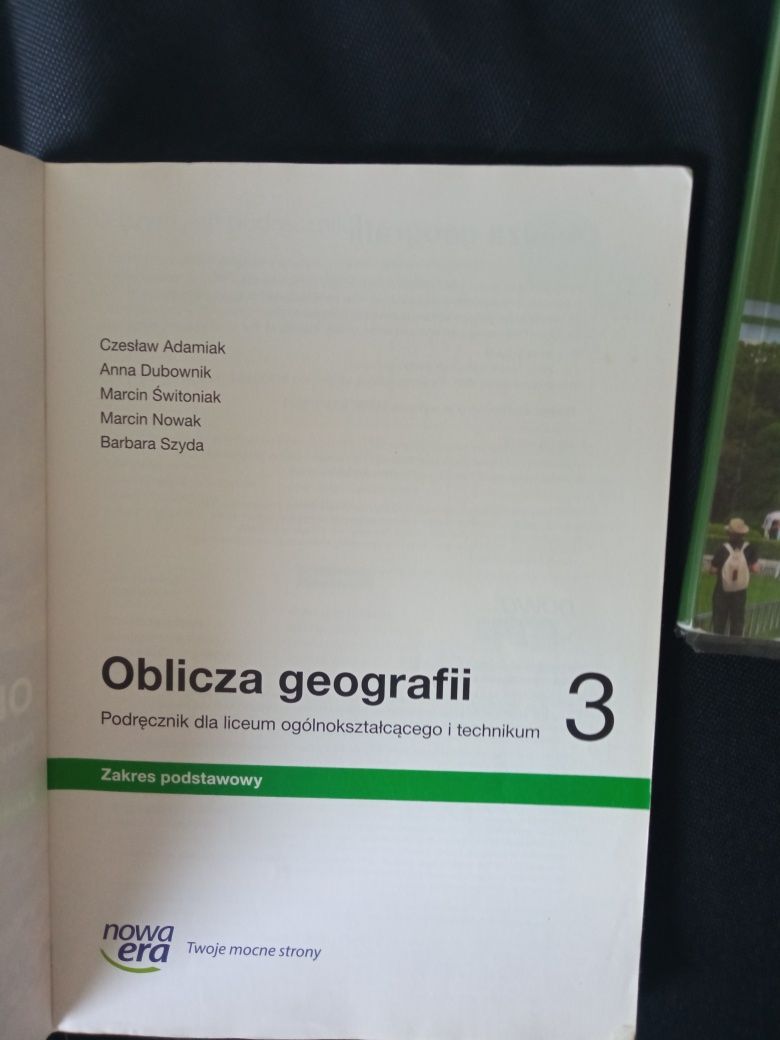 Czesław Adamiak
Anna Dubownik
Marcin Świtoniak
Marcin Nowak
Barbara Szyda
Oblicza geografii 3
Podręcznik dla liceum ogólnokształcącego i technikum
Zakres podstawowy
nowa
era
Twoje mocne strony